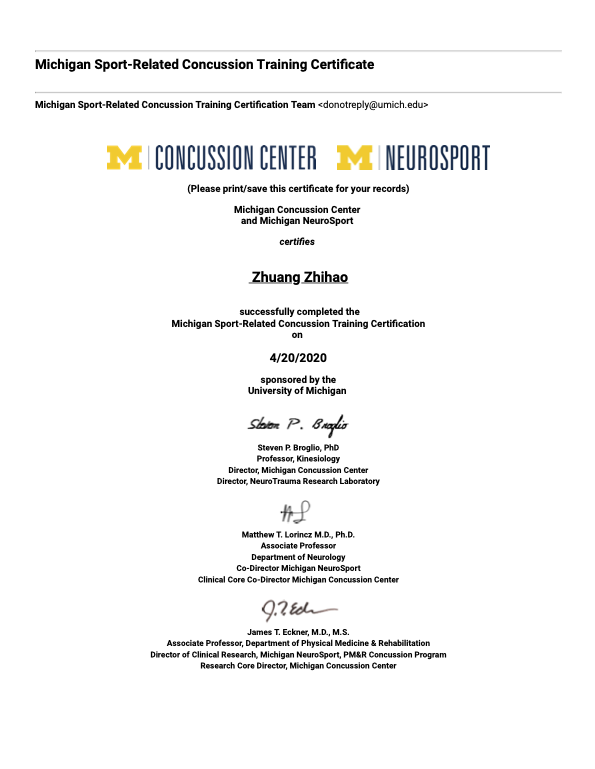 Michigan Sport-Related Concussion Training Certificate
Michigan Sport-Related Concussion Training Certification Team <donotreply@umich.edu>
M | CONCUSSION CENTER M | NEUROSPORT
(Please print/save this certificate for your records)
Michigan Concussion Center
and Michigan NeuroSport
certifies
Zhuang Zhihao
successfully completed the
Michigan Sport-Related Concussion Training Certification
on
4/20/2020
sponsored by the
University of Michigan
Steven P. Broglio
Steven P. Broglio, PhD
Professor, Kinesiology
Director, Michigan Concussion Center
Director, NeuroTrauma Research Laboratory
Matthew T. Lorincz M.D., Ph.D.
Associate Professor
Department of Neurology
Co-Director Michigan NeuroSport
Clinical Core Co-Director Michigan Concussion Center
James T. Eckner, M.D., M.S.
Associate Professor, Department of Physical Medicine & Rehabilitation
Director of Clinical Research, Michigan NeuroSport, PM&R Concussion Program
Research Core Director, Michigan Concussion Center